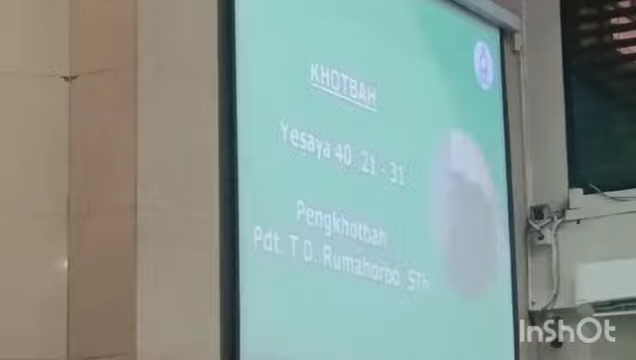 KHOTBAH
Yesaya 40 : 21 - 31
Pengkhotbah
Pdt. T.D. Rumahorbo, STh
InShOt